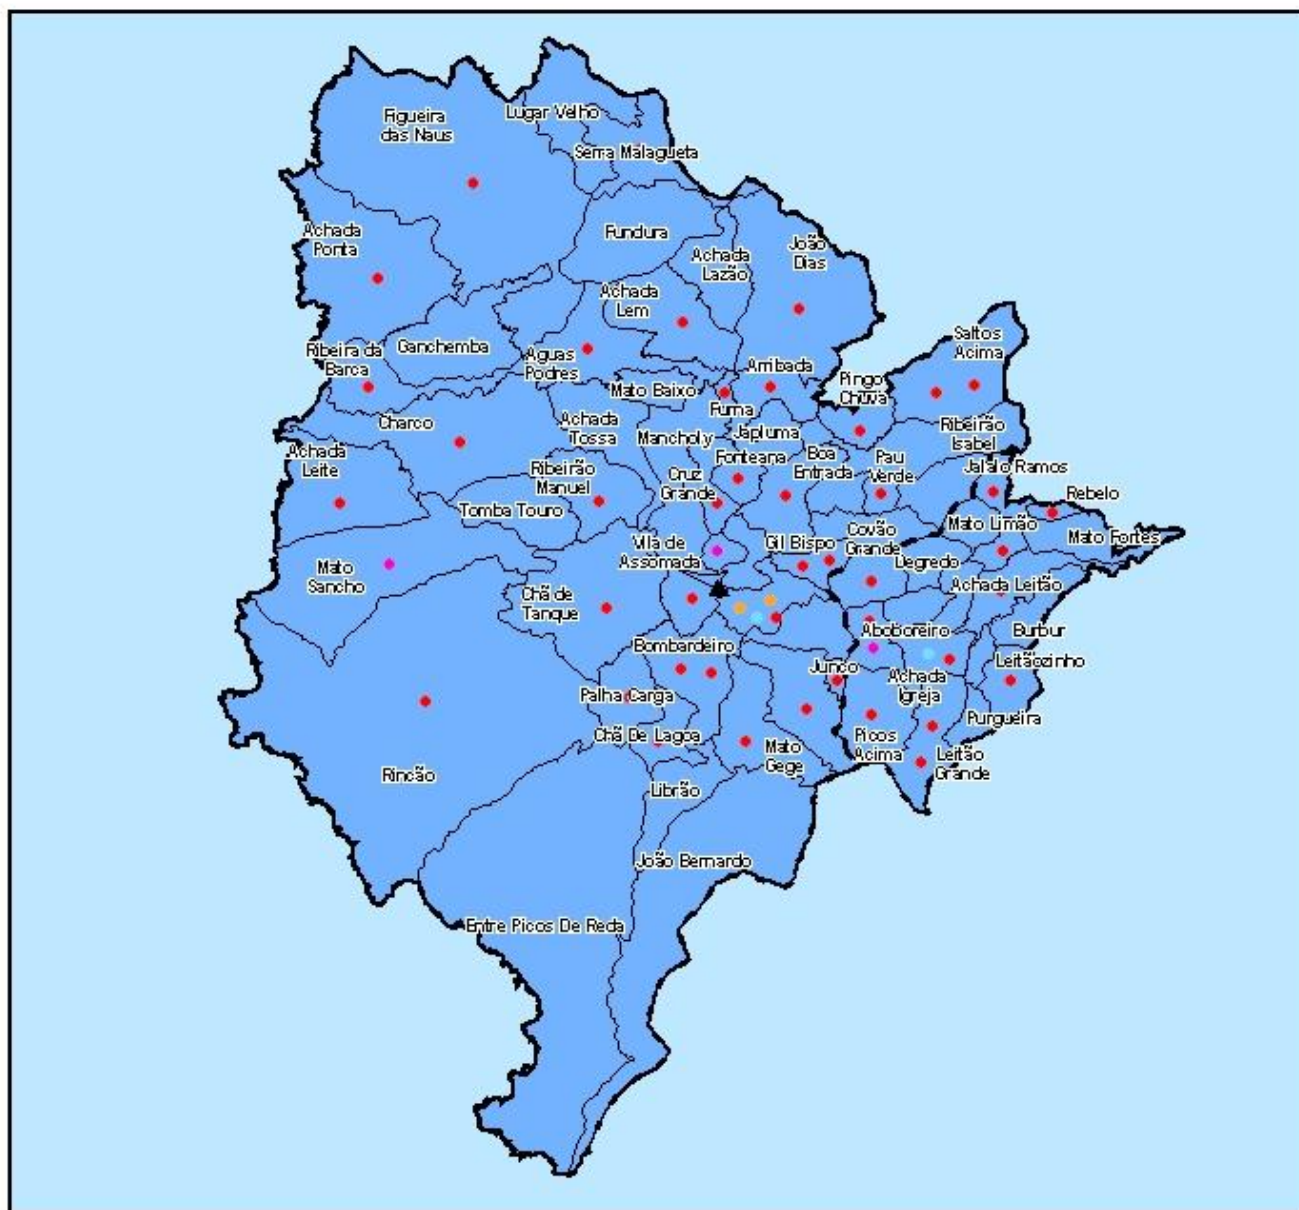 Lugar Velho
Figueira
das Naus
Serra Malagueta
Achada
Ponta
Fundura
João
Dias
Achada
Lazão
Achada
Lem
Saltos
Acima
Ribeira da
Barca
Ganchemba
Aguas
Podres
Arribada
Pingo
Chuva
Mato Baixo
Furna
Charco
Achada
Tossa
Mancholy
Japluma
Ribeirão
Isabel
Achada
Leite
Ribeirão
Manuel
Cruz
Grande
Fonteana
Boa
Entrada
Pau
Verde
Jalalo Ramos
Rebelo
Tomba Touro
Mato Limão
Mato Fortes
Vila de
Assomada
Gil Bispo
Covão
Grande
Degredo
Mato
Sancho
Chã de
Tanque
Achada Leitão
Aboboreiro
Burbur
Bombardeiro
Junco
Achada
Igreja
Leitãozinho
Palha Carga
Purgueira
Chã De Lagoa
Mato
Gege
Picos
Acima
Leitão
Grande
Rincão
Librão
João Bernardo
Entre Picos De Reda